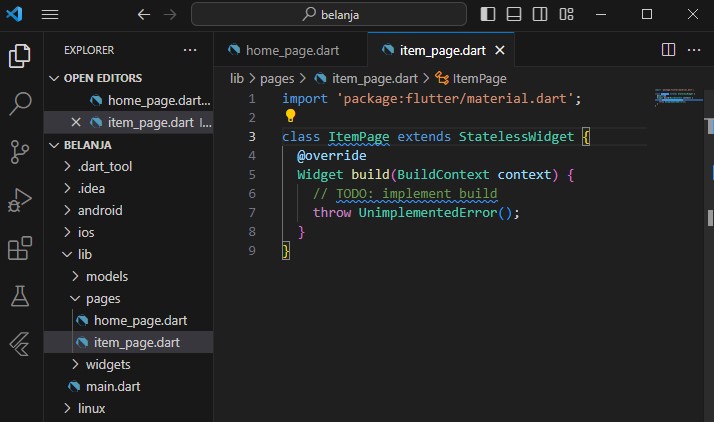 belanja
EXPLORER
OPEN EDITORS
home_page.dart...
item_page.dart l...
BELANJA
.dart_tool
.idea
android
ios
lib
models
pages
home_page.dart
item_page.dart
widgets
main.dart
linux
home_page.dart
item_page.dart
lib > pages > item_page.dart > ItemPage
1 import 'package:flutter/material.dart';
2
3 class ItemPage extends StatelessWidget {
4 @override
5 Widget build(BuildContext context) {
6 // TODO: implement build
7 throw UnimplementedError();
8 }
9 }